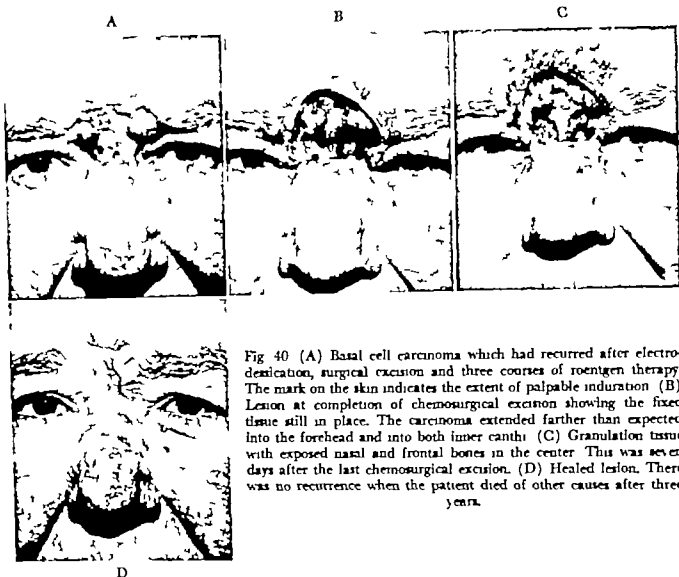 A
B
C
Fig 40 (A) Basal cell carcinoma which had recurred after electro-
dessication, surgical excision and three courses of roentgen therapy
The mark on the skin indicates the extent of palpable induration (B)
Lesion at completion of chemosurgical excision showing the fixed
tissue still in place. The carcinoma extended farther than expected
into the forehead and into both inner canthi (C) Granulation tissue
with exposed nasal and frontal bones in the center This was seven
days after the last chemosurgical excision. (D) Healed lesion. There
was no recurrence when the patient died of other causes after three
years.
D